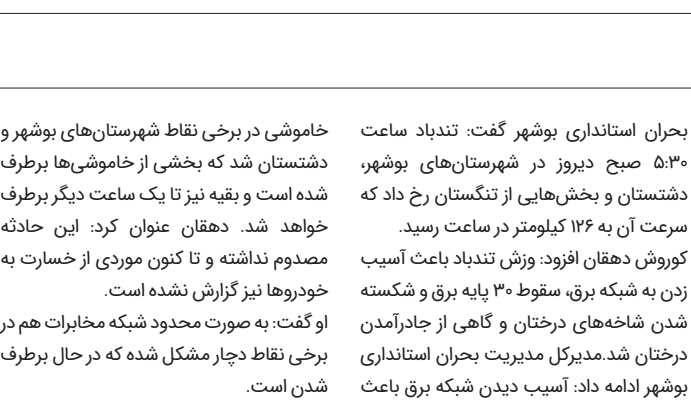 بحران استانداری بوشهر گفت: تندباد ساعت
۵:۳۰ صبح دیروز در شهرستان‌های بوشهر،
دشتستان و بخش‌هایی از تنگستان رخ داد که
سرعت آن به ۱۲۶ کیلومتر در ساعت رسید.
کوروش دهقان افزود: وزش تندباد باعث آسیب
زدن به شبکه برق، سقوط ۳۰ پایه برق و شکسته
شدن شاخه‌های درختان و گاهی از جادرآمدن
درختان شد.مدیرکل مدیریت بحران استانداری
بوشهر ادامه داد: آسیب دیدن شبکه برق باعث
خاموشی در برخی نقاط شهرستان‌های بوشهر و
دشتستان شد که بخشی از خاموشی‌ها برطرف
شده است و بقیه نیز تا یک ساعت دیگر برطرف
خواهد شد. دهقان عنوان کرد: این حادثه
مصدوم نداشته و تا کنون موردی از خسارت به
خودروها نیز گزارش نشده است.
او گفت: به صورت محدود شبکه مخابرات هم در
برخی نقاط دچار مشکل شده که در حال برطرف
شدن است.